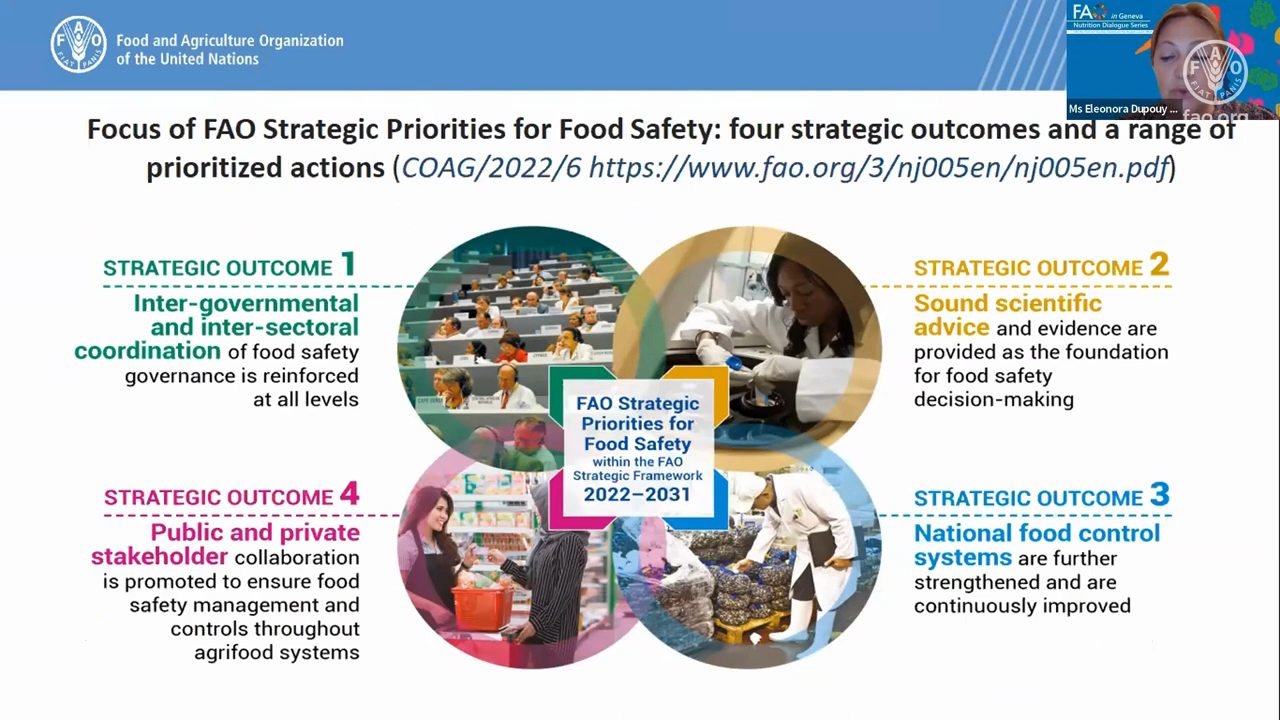 Food and Agriculture Organization
of the United Nations
FAO in Geneva
Nutrition Dialogue Series
Ms Eleonora Dupouy ...
fao.org
Focus of FAO Strategic Priorities for Food Safety: four strategic outcomes and a range of
prioritized actions (COAG/2022/6 https://www.fao.org/3/nj005en/nj005en.pdf)
STRATEGIC OUTCOME 1
Inter-governmental
and inter-sectoral
coordination of food safety
governance is reinforced
at all levels
STRATEGIC OUTCOME 2
Sound scientific
advice and evidence are
provided as the foundation
for food safety
decision-making
FAO Strategic
Priorities for
Food Safety
within the FAO
Strategic Framework
2022–2031
STRATEGIC OUTCOME 4
Public and private
stakeholder collaboration
is promoted to ensure food
safety management and
controls throughout
agrifood systems
STRATEGIC OUTCOME 3
National food control
systems are further
strengthened and are
continuously improved